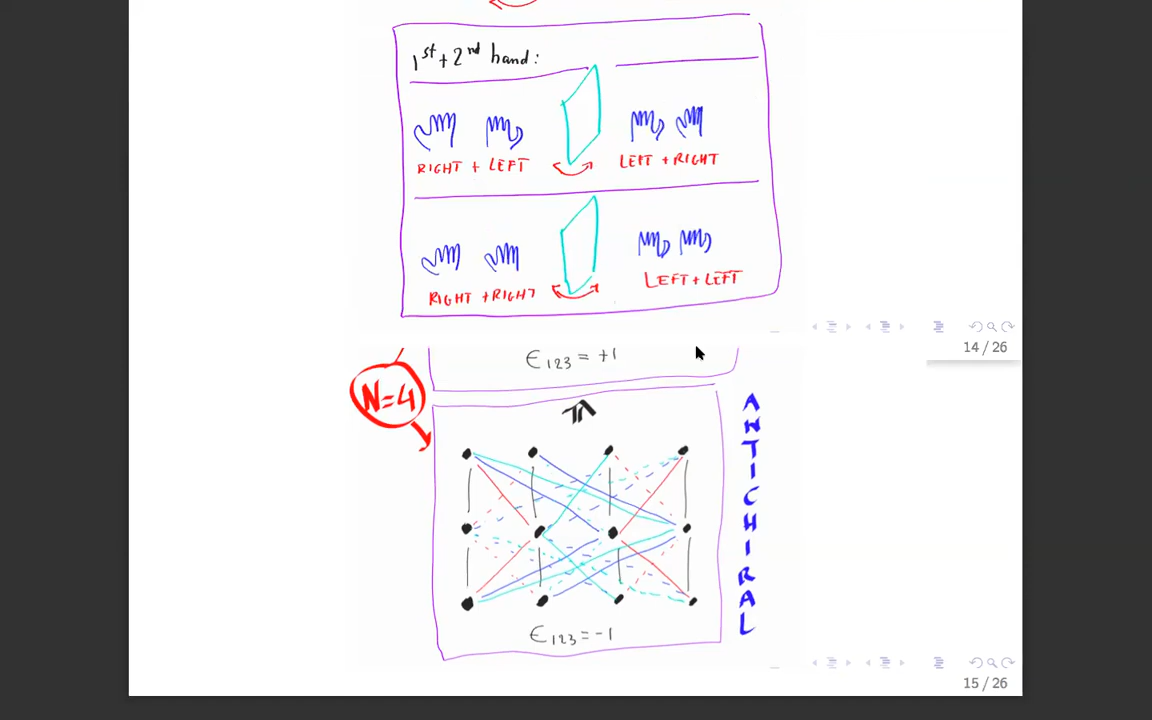 1st + 2nd hand:
RIGHT + LEFT
LEFT + RIGHT
RIGHT + RIGHT
LEFT + LEFT
14 / 26
ϵ123 = +1
N=4
ANTICHIRAL
ϵ123 = -1
15 / 26